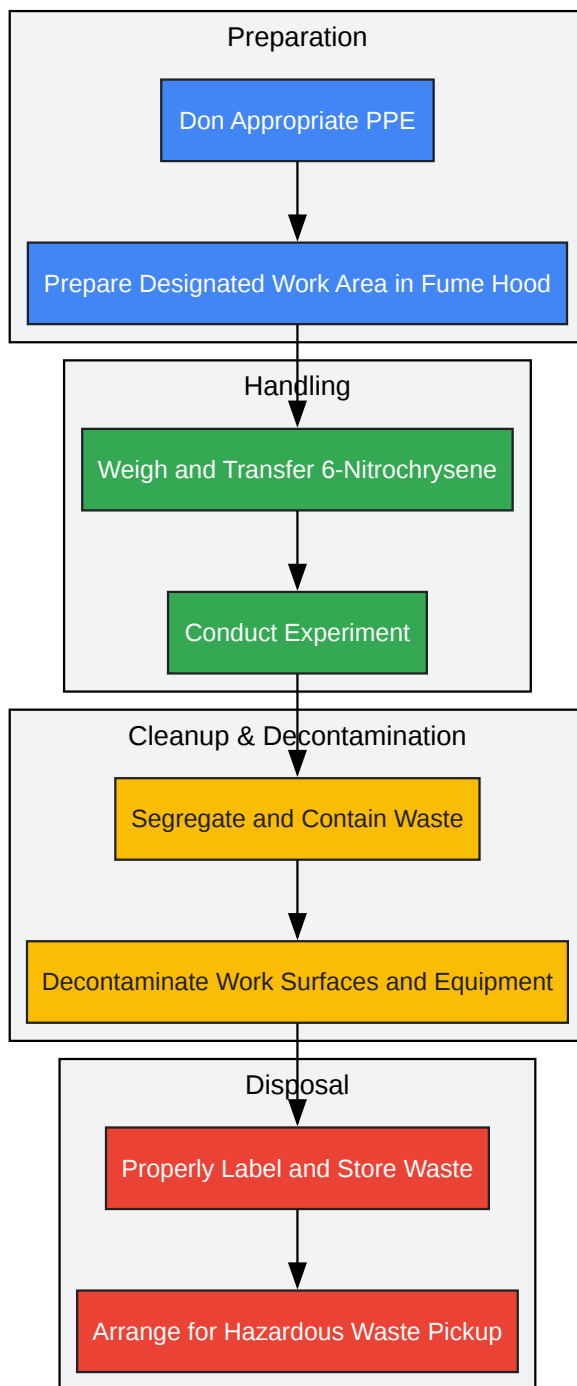 Preparation
Don Appropriate PPE
Prepare Designated Work Area in Fume Hood
Handling
Weigh and Transfer 6-Nitrochrysene
Conduct Experiment
Cleanup & Decontamination
Segregate and Contain Waste
Decontaminate Work Surfaces and Equipment
Disposal
Properly Label and Store Waste
Arrange for Hazardous Waste Pickup